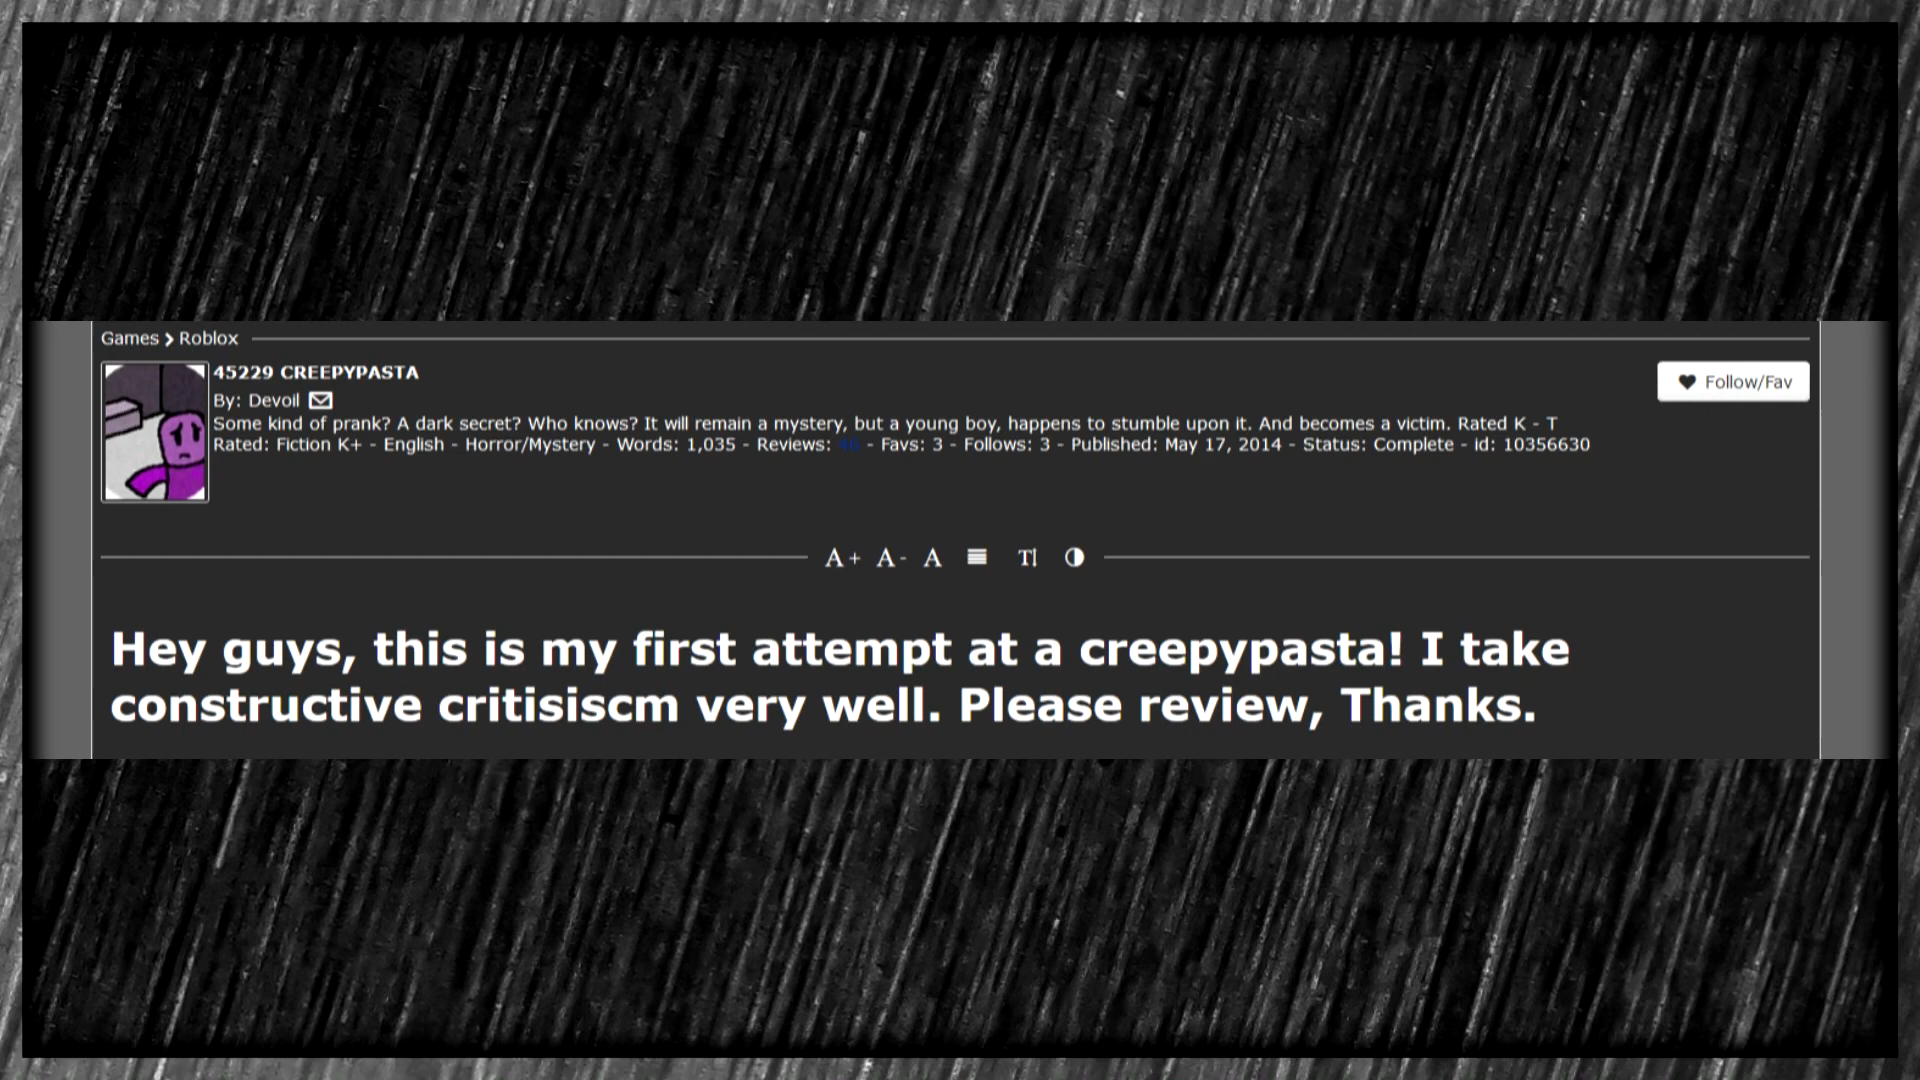 Games > Roblox
45229 CREEPYPASTA
Follow/Fav
By: Devoil
Some kind of prank? A dark secret? Who knows? It will remain a mystery, but a young boy, happens to stumble upon it. And becomes a victim. Rated K - T
Rated: Fiction K+ - English - Horror/Mystery - Words: 1,035 - Reviews: - Favs: 3 - Follows: 3 - Published: May 17, 2014 - Status: Complete - id: 10356630
A+ A- A TI
Hey guys, this is my first attempt at a creepypasta! I take
constructive critisiscm very well. Please review, Thanks.